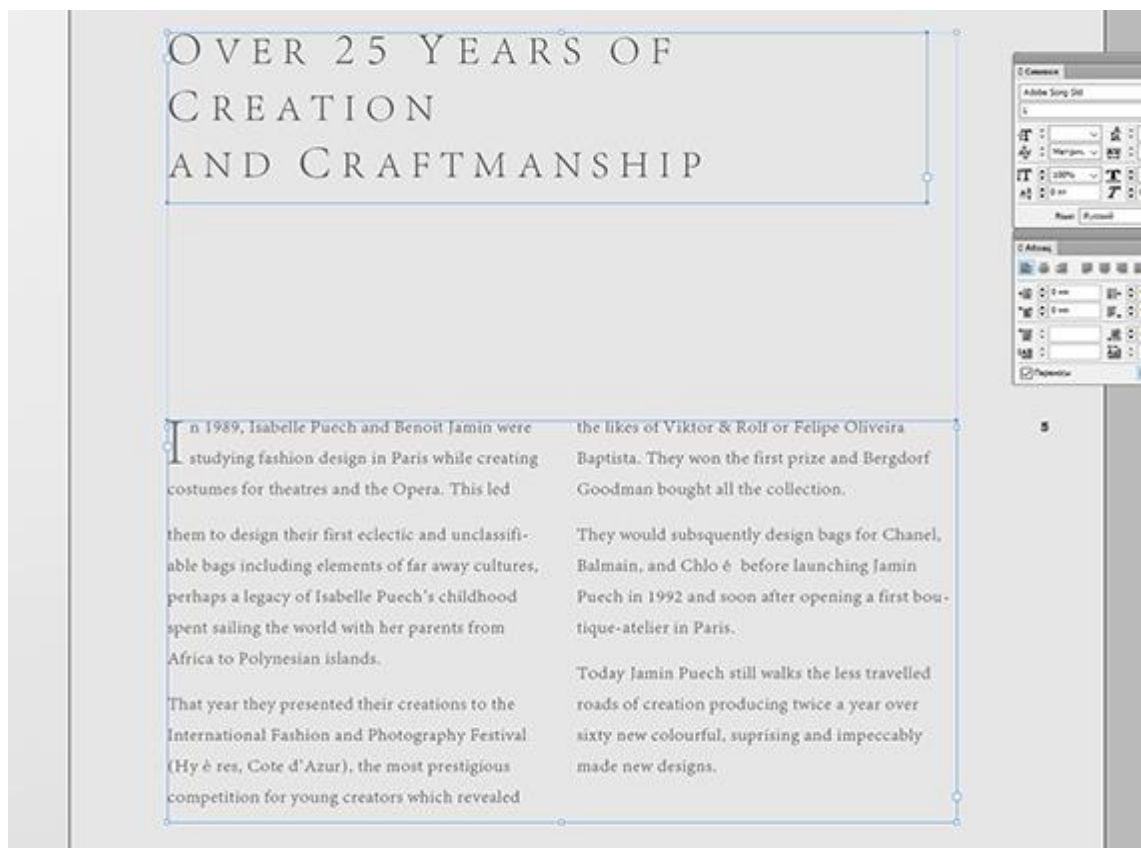 OVER 25 YEARS OF
CREATION
AND CRAFTMANSHIP
In 1989, Isabelle Puech and Benoit Jamin were
studying fashion design in Paris while creating
costumes for theatres and the Opera. This led
them to design their first eclectic and unclassifi-
able bags including elements of far away cultures,
perhaps a legacy of Isabelle Puech's childhood
spent sailing the world with her parents from
Africa to Polynesian islands.
That year they presented their creations to the
International Fashion and Photography Festival
(Hy è res, Cote d'Azur), the most prestigious
competition for young creators which revealed
the likes of Viktor & Rolf or Felipe Oliveira
Baptista. They won the first prize and Bergdorf
Goodman bought all the collection.
They would subsquently design bags for Chanel,
Balmain, and Chlo é before launching Jamin
Puech in 1992 and soon after opening a first bou-
tique-atelier in Paris.
Today Jamin Puech still walks the less travelled
roads of creation producing twice a year over
sixty new colourful, suprising and impeccably
made new designs.
5
Символ
Adobe Song Std
L
100%
Язык: Русский
Абзац
Переносы